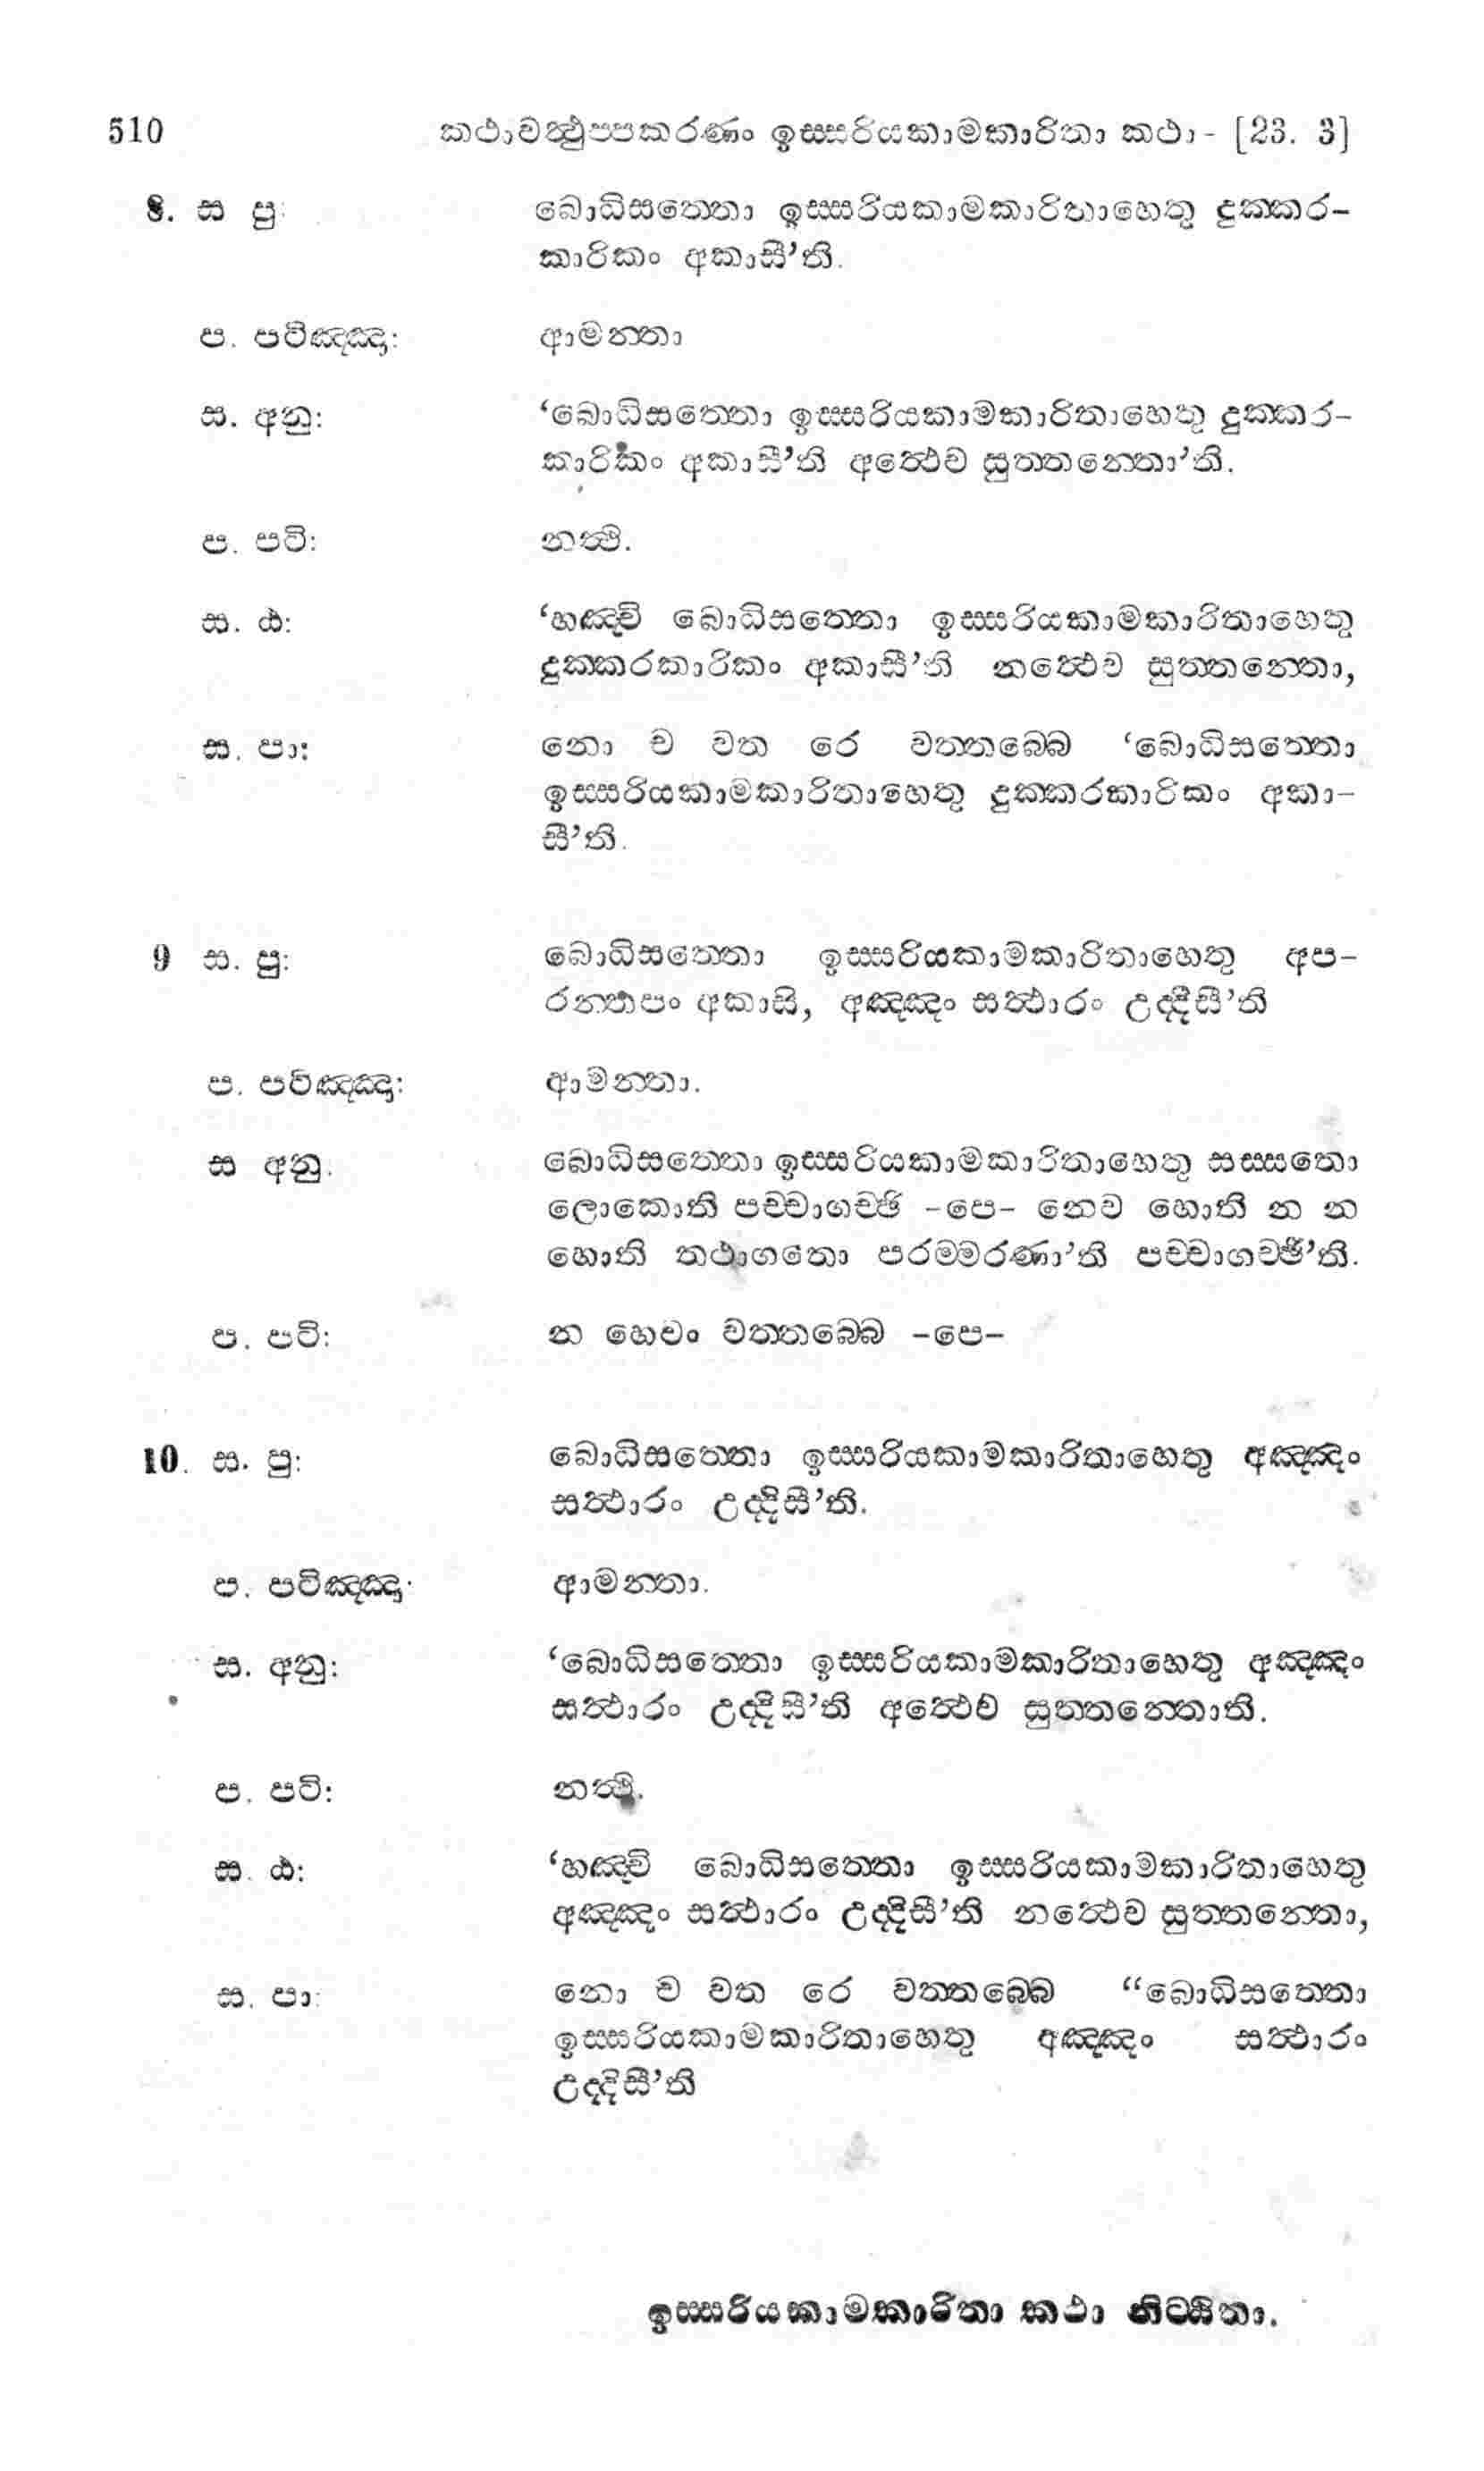 510 කථාවත්ථුප්පකරණං ඉස්සරියකාමකාරිතා කථා - [23. 3]
8. ස පු: බොධිසත්තො ඉස්සරියකාමකාරිතාහෙතු දුක්කර-
කාරිකං අකාසී’ති.
ප. පටිඤ්ඤා: ආමන්තා
ස. අනු: ‘බොධිසත්තො ඉස්සරියකාමකාරිතාහෙතු දුක්කර-
කාරිකං අකාසී’ති අත්ථෙව සුත්තන්තො’ති.
ප. පටි: නත්ථි.
ස. ඨ: ‘හඤ්චි බොධිසත්තො ඉස්සරියකාමකාරිතාහෙතු
දුක්කරකාරිකං අකාසී’ති නත්ථෙව සුත්තන්තො,
ස. පා: නො ච වත රෙ වත්තබ්බෙ ‘බොධිසත්තො
ඉස්සරියකාමකාරිතාහෙතු දුක්කරකාරිකං අකා-
සී’ති.
9 ස. පු: බොධිසත්තො ඉස්සරියකාමකාරිතාහෙතු අප-
රන්තපං අකාසි, අඤ්ඤං සත්ථාරං උද්දිසී’ති
ප. පටිඤ්ඤා: ආමන්තා.
ස අනු. බොධිසත්තො ඉස්සරියකාමකාරිතාහෙතු සස්සතො
ලොකොති පච්චාගච්ඡි -පෙ- නෙව හොති න න
හොති තථාගතො පරම්මරණා’ති පච්චාගච්ඡී’ති.
ප. පටි: න හෙවං වත්තබ්බෙ -පෙ-
10. ස. පු: බොධිසත්තො ඉස්සරියකාමකාරිතාහෙතු අඤ්ඤං
සත්ථාරං උද්දිසී’ති.
ප. පටිඤ්ඤා: ආමන්තා.
ස. අනු: ‘බොධිසත්තො ඉස්සරියකාමකාරිතාහෙතු අඤ්ඤං
සත්ථාරං උද්දිසී’ති අත්ථෙව සුත්තන්තොති.
ප. පටි: නත්ථි.
ස. ඨ: ‘හඤ්චි බොධිසත්තො ඉස්සරියකාමකාරිතාහෙතු
අඤ්ඤං සත්ථාරං උද්දිසී’ති නත්ථෙව සුත්තන්තො,
ස. පා: නො ච වත රෙ වත්තබ්බෙ “බොධිසත්තො
ඉස්සරියකාමකාරිතාහෙතු අඤ්ඤං සත්ථාරං
උද්දිසී’ති
ඉස්සරියකාමකාරිතා කථා නිට්ඨිතා.